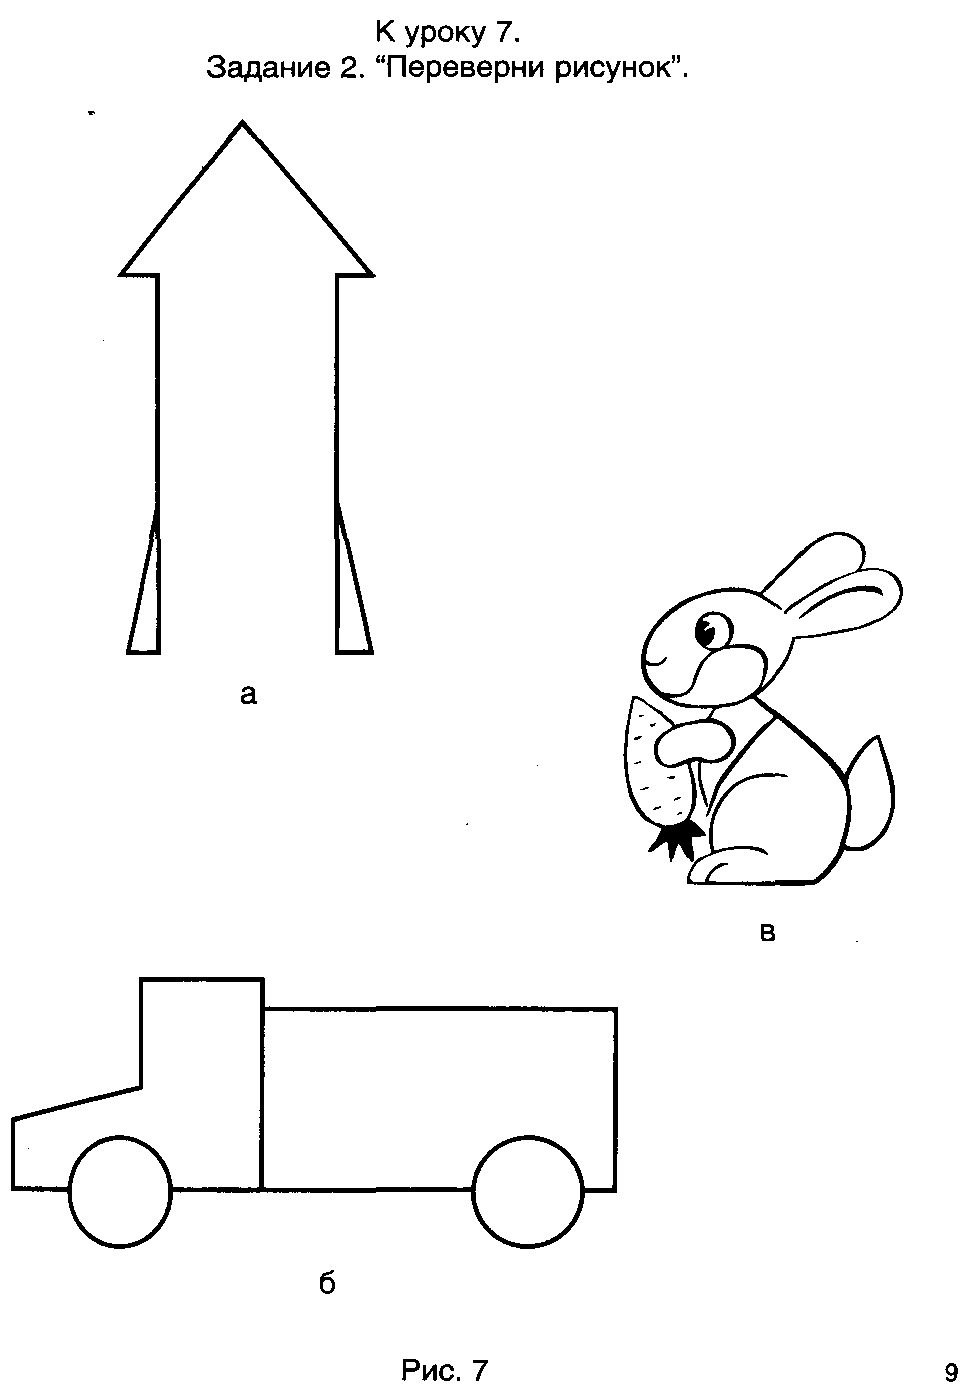 К уроку 7.
Задание 2. “Переверни рисунок”.
а
в
б
Рис. 7
9